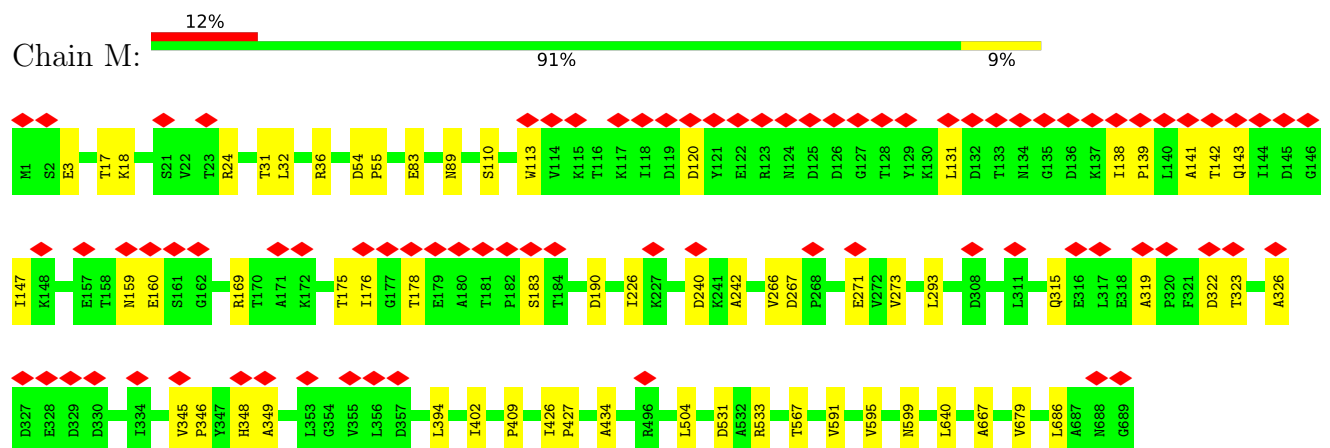 12%
Chain M:
91% 9%
M1 S2 E3 T17 K18 S21 V22 T23 R24 T31 L32 R36 D54 P55 E83 N89 S110 W113 V114 K115 T116 K117 I118 D119 D120 Y121 E122 R123 N124 D125 D126 G127 T128 Y129 K130 L131 D132 T133 N134 G135 D136 K137 I138 P139 L140 A141 T142 Q143 I144 D145 G146
I147 K148 E157 T158 N159 E160 S161 G162 R169 T170 A171 K172 T175 I176 G177 T178 E179 A180 T181 P182 S183 T184 D190 I226 K227 D240 K241 A242 V266 D267 P268 E271 V272 V273 L293 D308 L311 Q315 E316 L317 E318 A319 P320 F321 D322 T323 A326
D327 E328 D329 D330 I334 V345 P346 Y347 H348 A349 L353 G354 V355 L356 D357 L394 I402 P409 I426 P427 A434 R496 L504 D531 A532 R533 T567 V591 V595 N599 L640 A667 V679 L686 A687 N688 G689